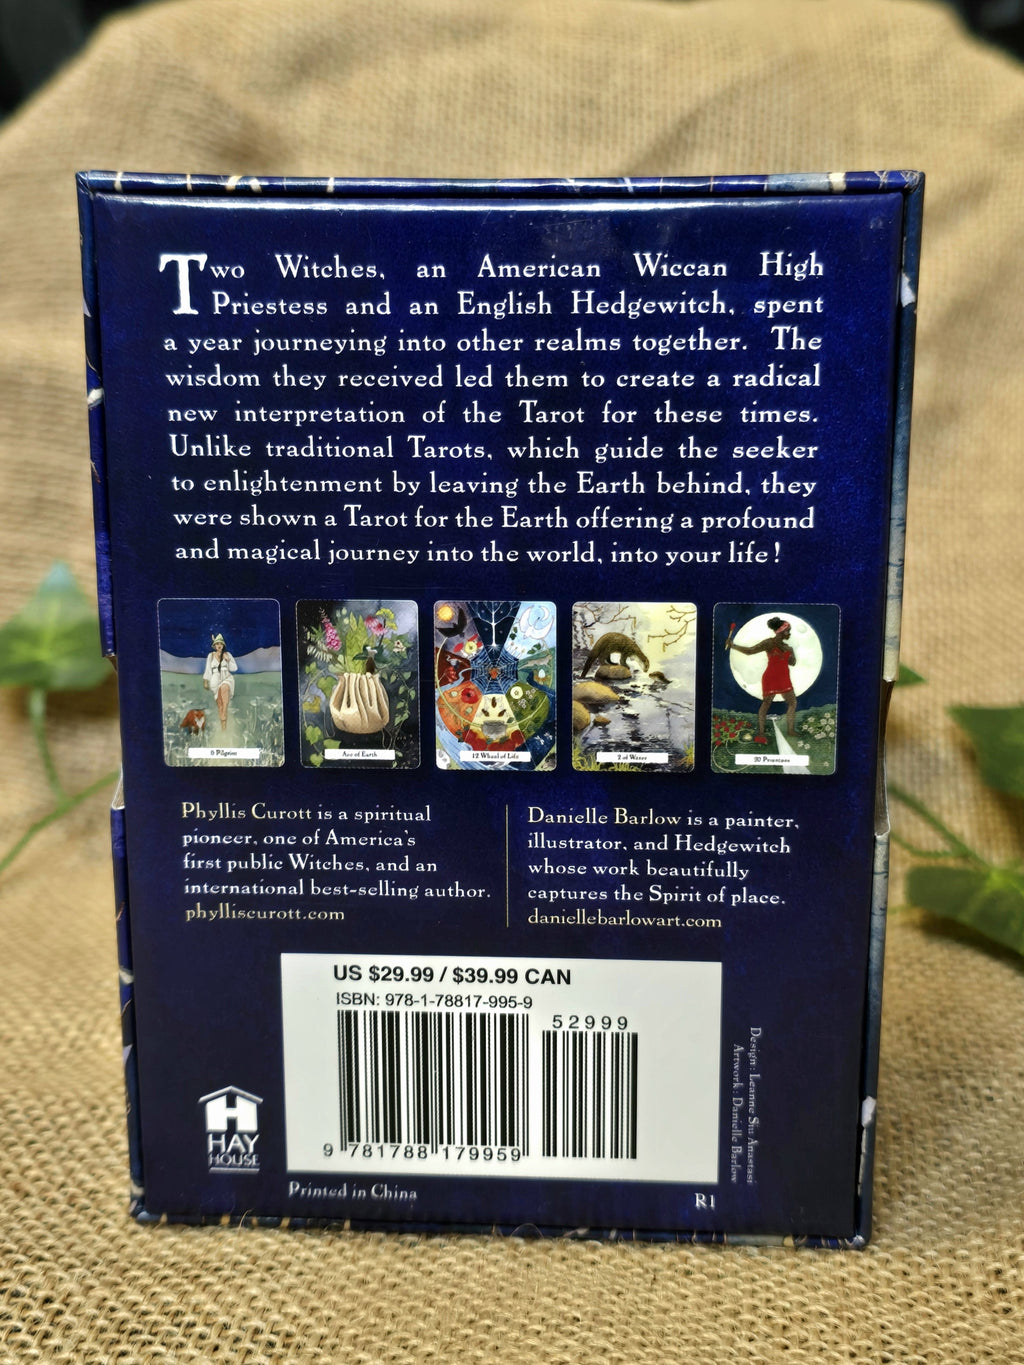 Two Witches, an American Wiccan High
Priestess and an English Hedgewitch, spent
a year journeying into other realms together. The
wisdom they received led them to create a radical
new interpretation of the Tarot for these times.
Unlike traditional Tarots, which guide the seeker
to enlightenment by leaving the Earth behind, they
were shown a Tarot for the Earth offering a profound
and magical journey into the world, into your life!
0 Pilgrim
Ace of Earth
12 Wheel of Life
2 of Water
20
Phyllis Curott is a spiritual
pioneer, one of America's
first public Witches, and an
international best-selling author.
phylliscurott.com
Danielle Barlow is a painter,
illustrator, and Hedgewitch
whose work beautifully
captures the Spirit of place.
daniellebarlowart.com
US $29.99 / $39.99 CAN
ISBN: 978-1-78817-995-9
52999
9 781788 179959
HAY
HOUSE
Printed in China
R1
Design: Leanne Siu Anastasi
Artwork: Danielle Barlow